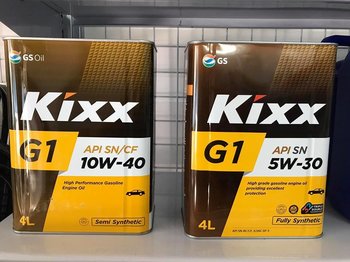 GS Oil
Kixx
G1
API SN/CF
10W-40
High Performance Gasoline
Engine Oil
4L
Semi Synthetic
GS
Kixx
G1
API SN
5W-30
High grade gasoline engine oil
providing excellent
protection
4L
Fully Synthetic